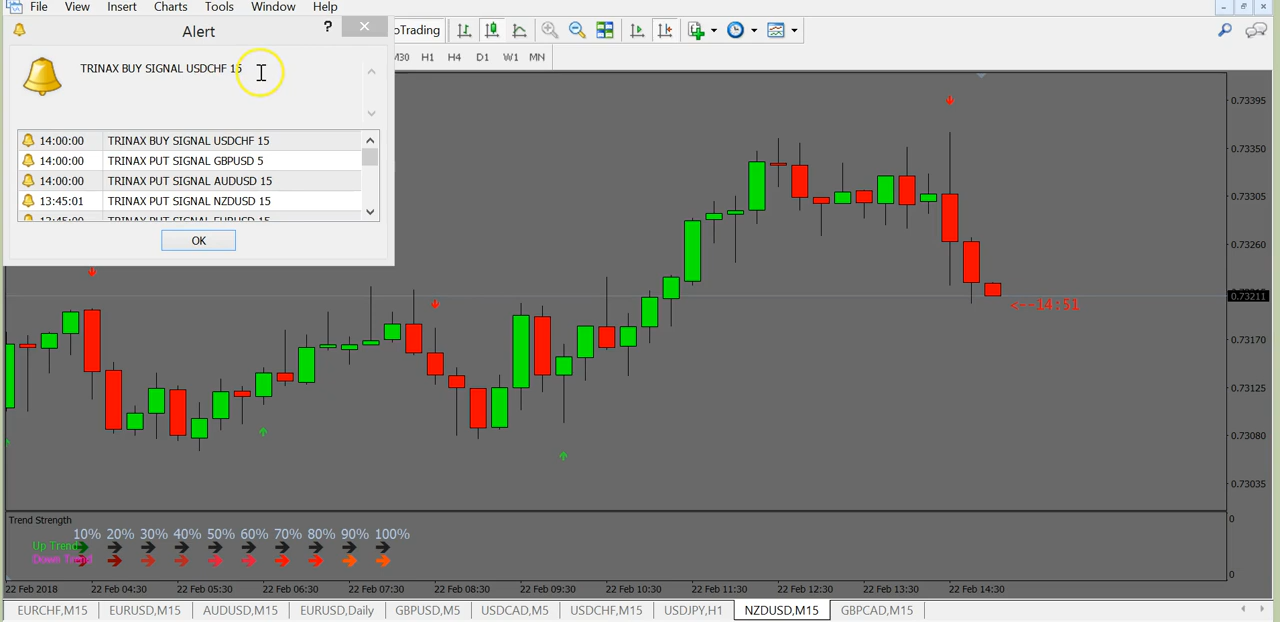 File View Insert Charts Tools Window Help
Alert ?
TRINAX BUY SIGNAL USDCHF 15
14:00:00 TRINAX BUY SIGNAL USDCHF 15
14:00:00 TRINAX PUT SIGNAL GBPUSD 5
14:00:00 TRINAX PUT SIGNAL AUDUSD 15
13:45:01 TRINAX PUT SIGNAL NZDUSD 15
13:45:00 TRINAX PUT SIGNAL EURUSD 15
OK
oTrading
M30 H1 H4 D1 W1 MN
0.73395
0.73350
0.73305
0.73260
0.73211
<--14:51
0.73170
0.73125
0.73080
0.73035
Trend Strength
10% 20% 30% 40% 50% 60% 70% 80% 90% 100%
Up Trend
Down Trend
0
0
22 Feb 2018 22 Feb 04:30 22 Feb 05:30 22 Feb 06:30 22 Feb 07:30 22 Feb 08:30 22 Feb 09:30 22 Feb 10:30 22 Feb 11:30 22 Feb 12:30 22 Feb 13:30 22 Feb 14:30
EURCHF,M15 EURUSD,M15 AUDUSD,M15 EURUSD,Daily GBPUSD,M5 USDCAD,M5 USDCHF,M15 USDJPY,H1 NZDUSD,M15 GBPCAD,M15